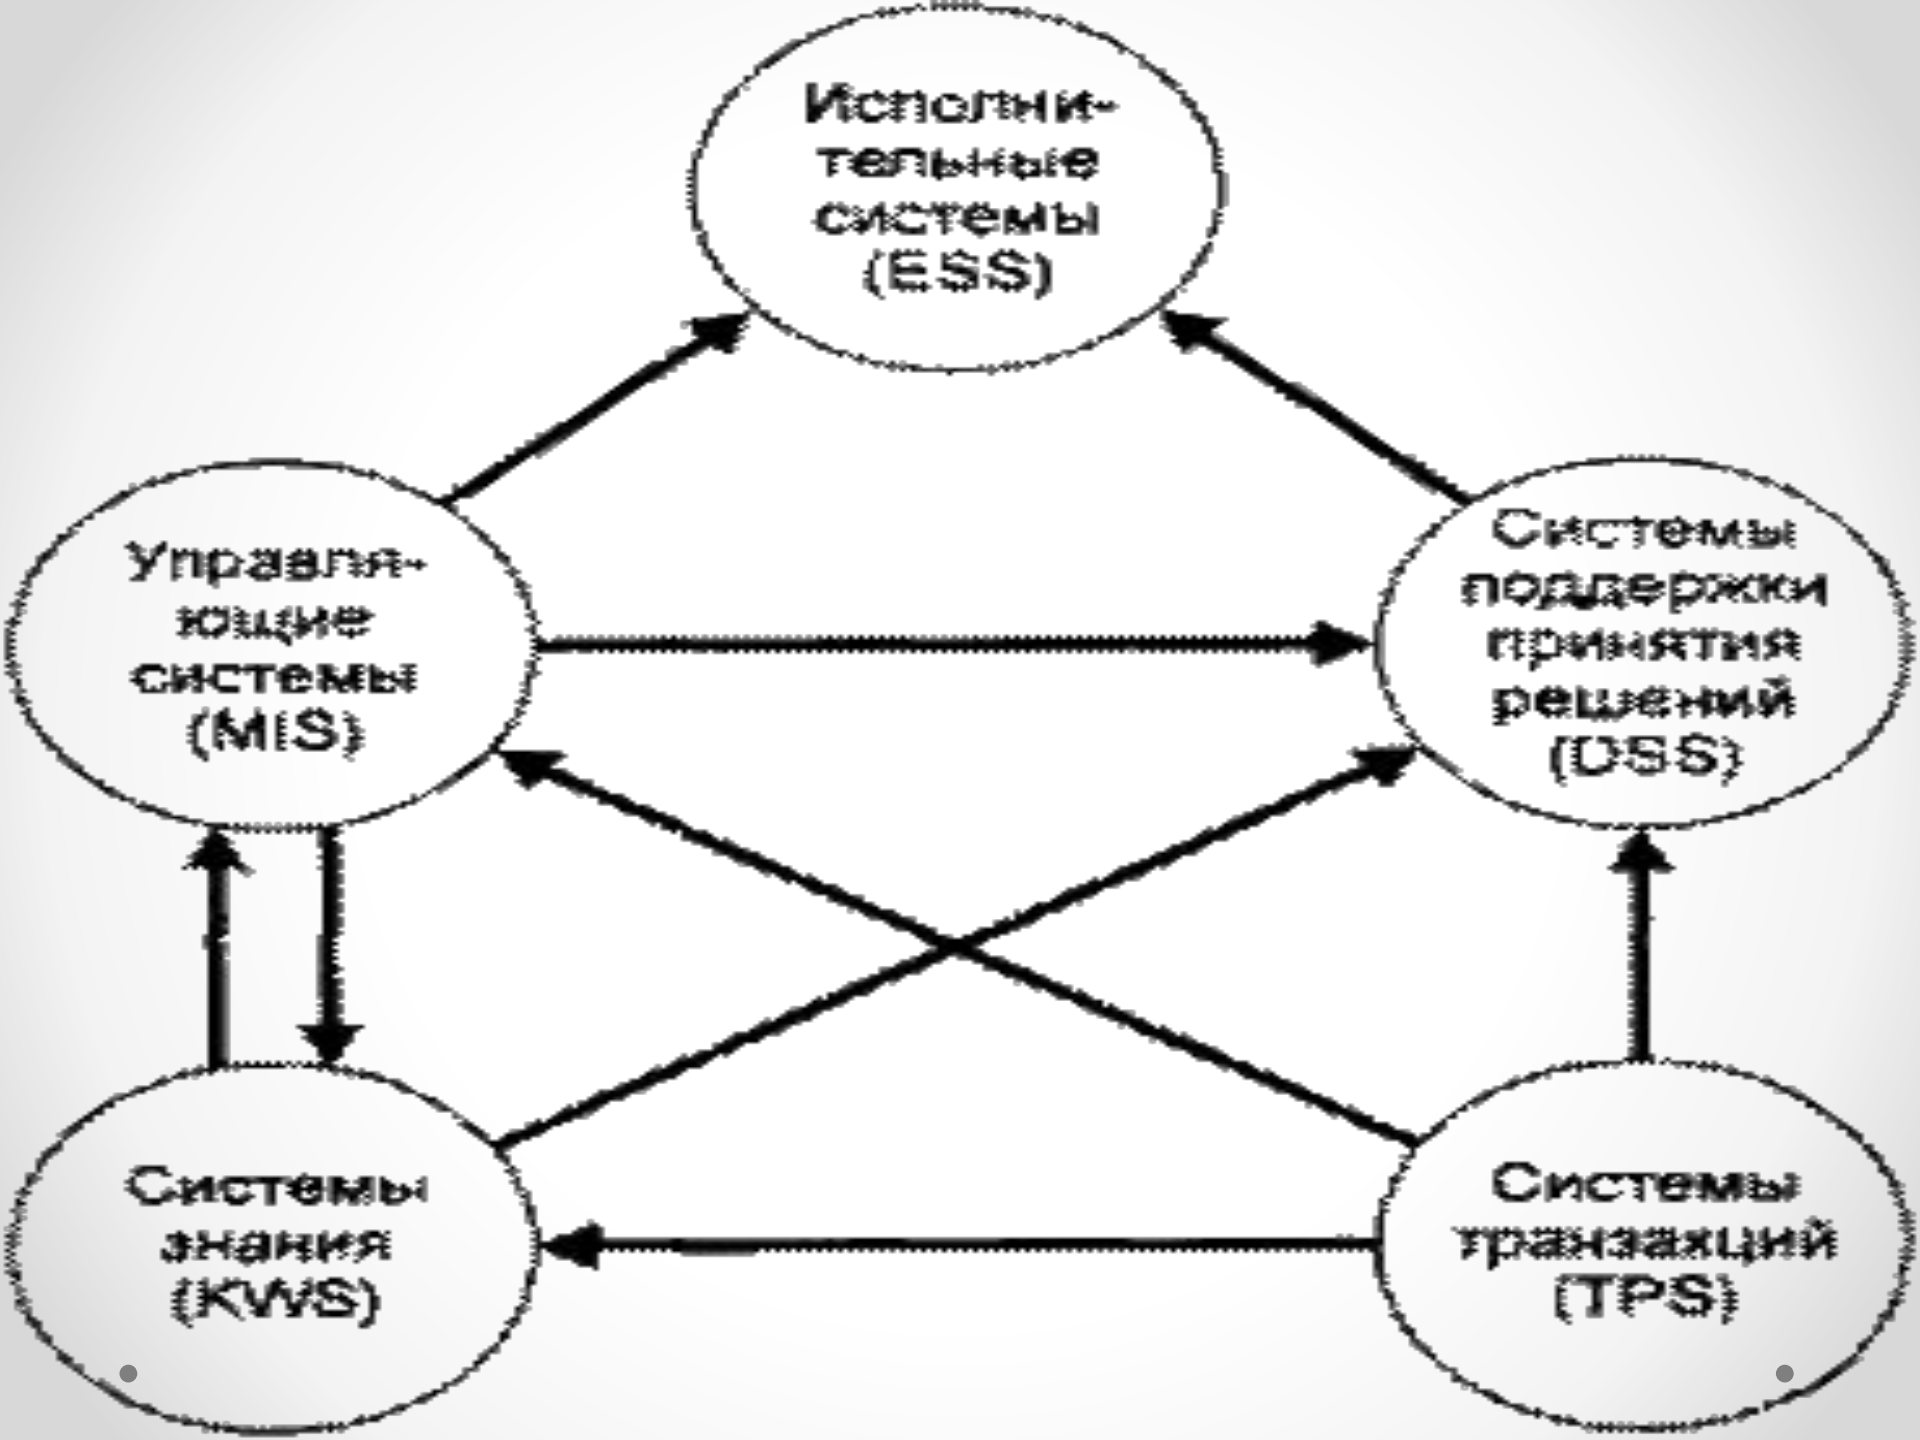 Исполни-
тельные
системы
(ESS)
Управля-
ющие
системы
(MIS)
Системы
поддержки
принятия
решений
(DSS)
Системы
знания
(KWS)
Системы
транзакций
(TPS)